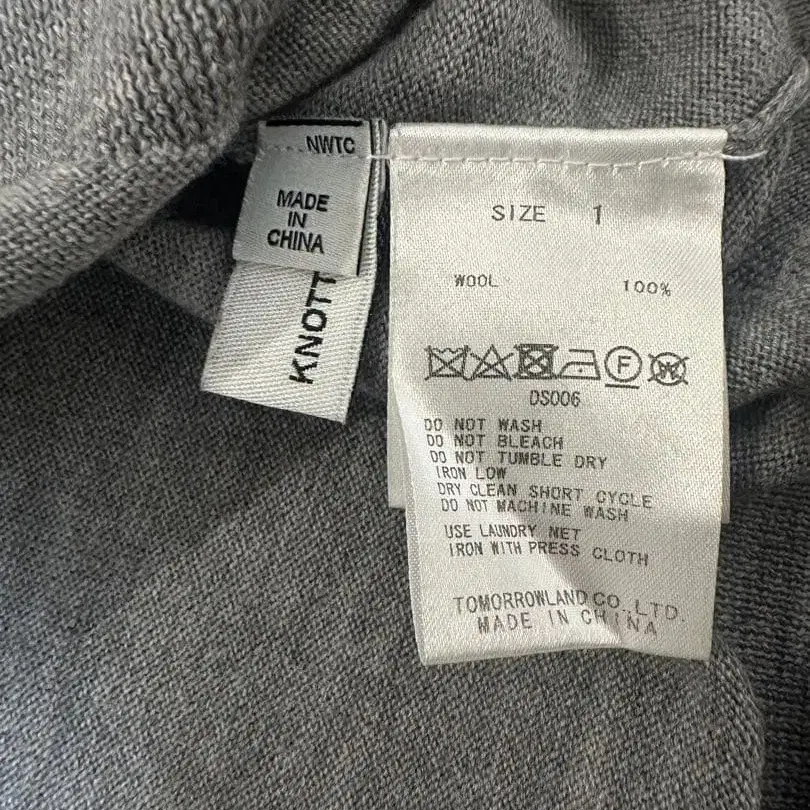 NWTC
MADE
IN
CHINA
KNOTT
SIZE 1
WOOL 100%
F
W
DS006
DO NOT WASH
DO NOT BLEACH
DO NOT TUMBLE DRY
IRON LOW
DRY CLEAN SHORT CYCLE
DO NOT MACHINE WASH
USE LAUNDRY NET
IRON WITH PRESS CLOTH
TOMORROWLAND CO.,LTD.
MADE IN CHINA